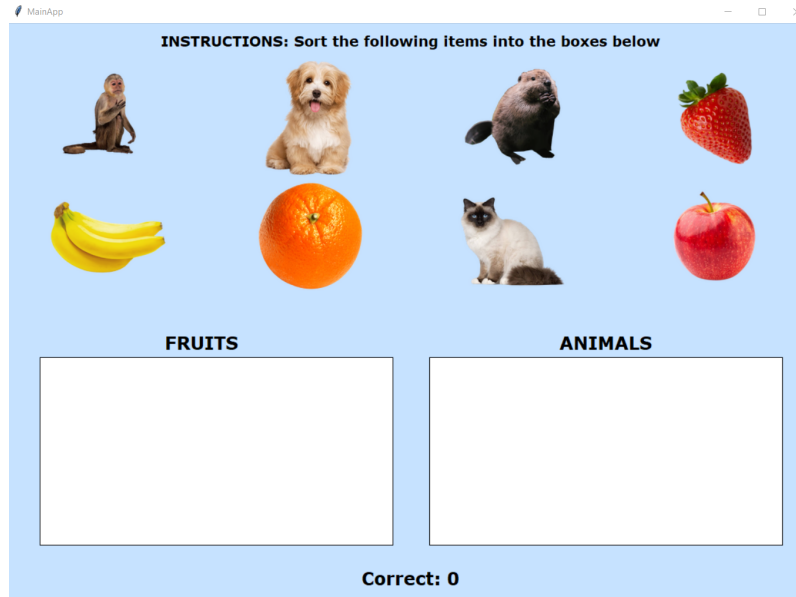 MainApp
INSTRUCTIONS: Sort the following items into the boxes below
FRUITS
ANIMALS
Correct: 0